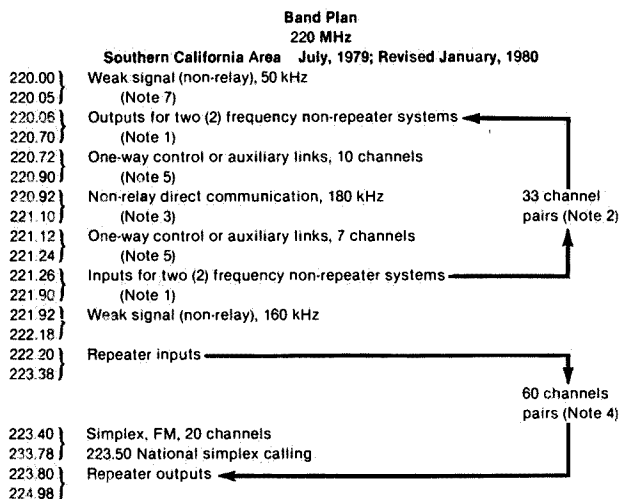 Band Plan
220 MHz
Southern California Area July, 1979; Revised January, 1980
220.00 Weak signal (non-relay), 50 kHz
220 05 (Note 7)
220.06 Outputs for two (2) frequency non-repeater systems
220.70 (Note 1)
220.72 One-way control or auxiliary links, 10 channels
220.90 (Note 5)
220.92 Non-relay direct communication, 180 kHz
221.10 (Note 3)
33 channel
pairs (Note 2)
221.12 One-way control or auxiliary links, 7 channels
221.24 (Note 5)
221.26 Inputs for two (2) frequency non-repeater systems
221.90 (Note 1)
221.92 Weak signal (non-relay), 160 kHz
222.18
222.20 Repeater inputs
223.38
60 channels
pairs (Note 4)
223.40 Simplex, FM, 20 channels
233.78 223.50 National simplex calling
223.80 Repeater outputs
224.98